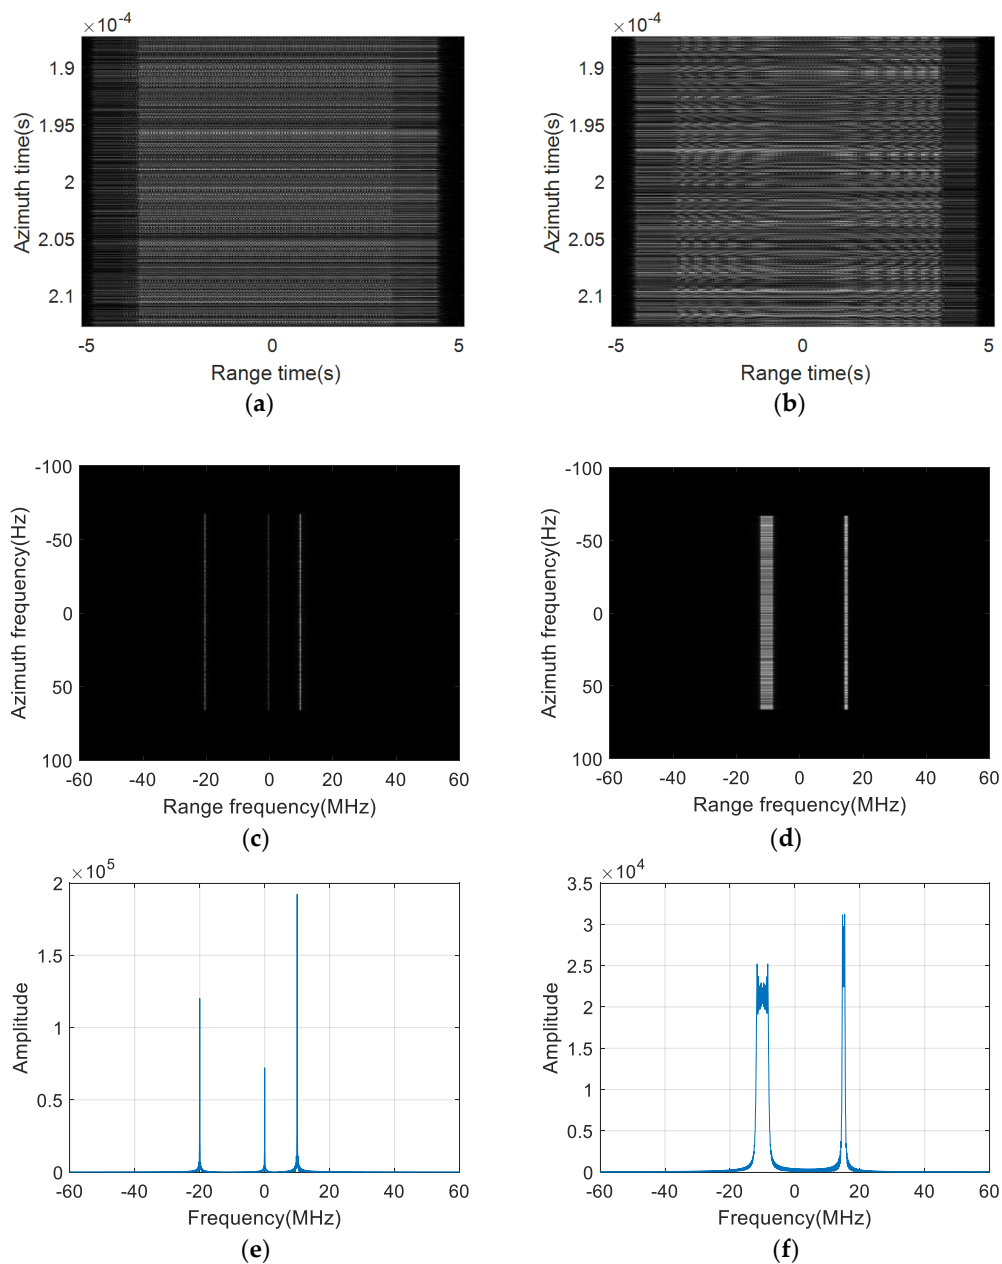 ×10-4
1.9
1.95
2
2.05
2.1
Azimuth time(s)
-5 0 5
Range time(s)
(a)
×10-4
1.9
1.95
2
2.05
2.1
Azimuth time(s)
-5 0 5
Range time(s)
(b)
-100
-50
0
50
100
Azimuth frequency(Hz)
-60 -40 -20 0 20 40 60
Range frequency(MHz)
(c)
-100
-50
0
50
100
Azimuth frequency(Hz)
-60 -40 -20 0 20 40 60
Range frequency(MHz)
(d)
×10 5
2
1.5
1
0.5
0
Amplitude
-60 -40 -20 0 20 40 60
Frequency(MHz)
(e)
×10 4
3.5
3
2.5
2
1.5
1
0.5
0
Amplitude
-60 -40 -20 0 20 40 60
Frequency(MHz)
(f)